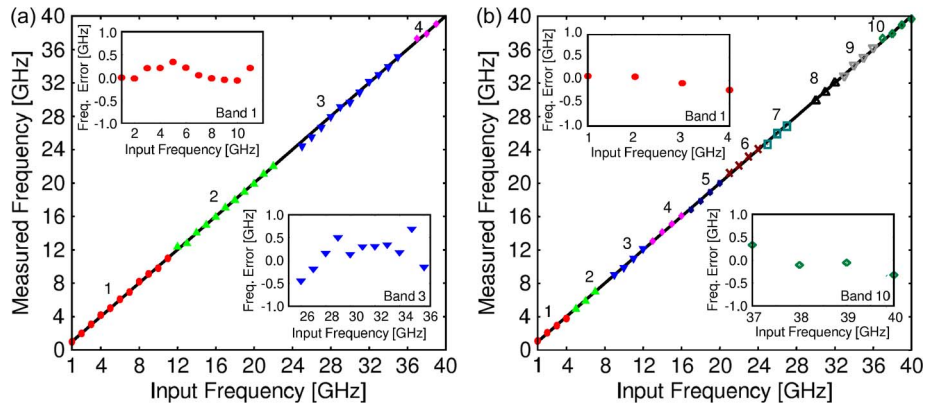 (a)
Measured Frequency [GHz]
40
36
32
28
24
20
16
12
8
4
0
1 4 8 12 16 20 24 28 32 36 40
Input Frequency [GHz]
1
2
3
4
Freq. Error [GHz]
1.0
0.5
0.0
-0.5
-1.0
Band 1
2 4 6 8 10
Input Frequency [GHz]
Freq. Error [GHz]
1.0
0.5
0.0
-0.5
-1.0
Band 3
26 28 30 32 34 36
Input Frequency [GHz]
(b)
Measured Frequency [GHz]
40
36
32
28
24
20
16
12
8
4
0
1 4 8 12 16 20 24 28 32 36 40
Input Frequency [GHz]
1
2
3
4
5
6
7
8
9
10
Freq. Error [GHz]
1.0
0.5
0.0
-0.5
-1.0
Band 1
1 2 3 4
Input Frequency [GHz]
Freq. Error [GHz]
1.0
0.5
0.0
-0.5
-1.0
Band 10
37 38 39 40
Input Frequency [GHz]